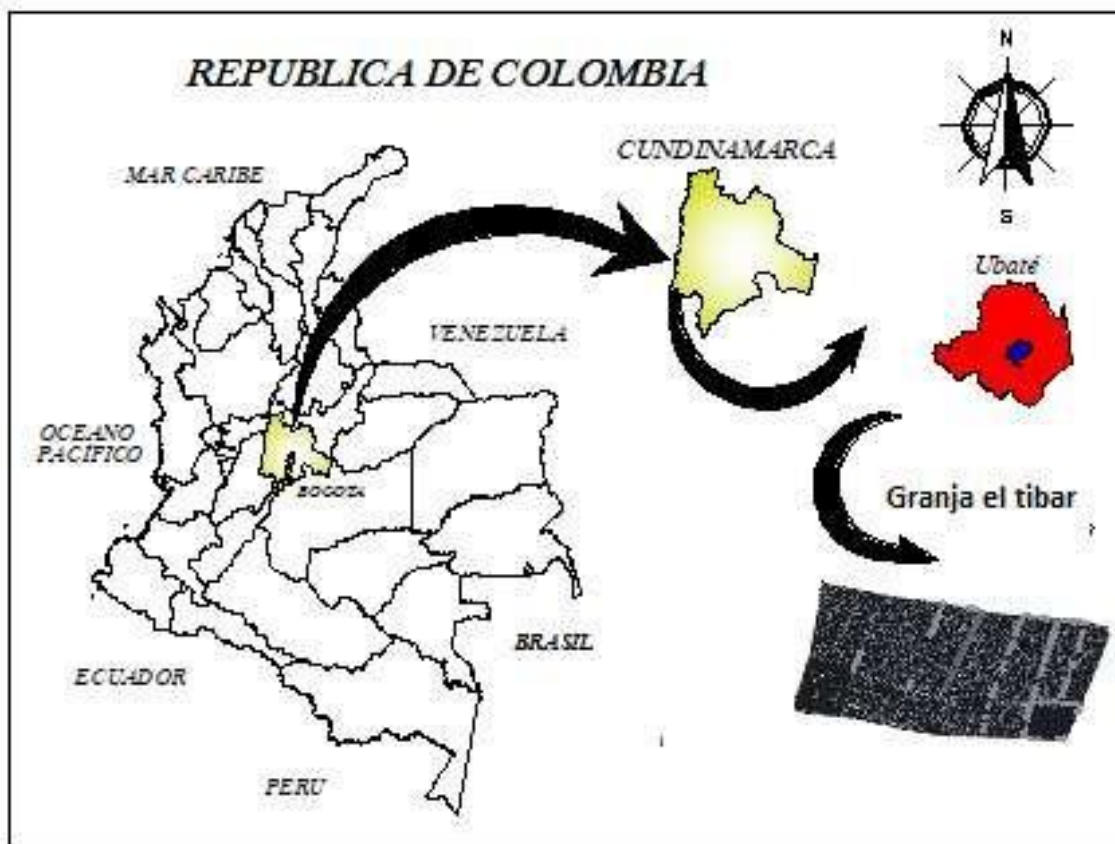 REPUBLICA DE COLOMBIA
N
CUNDINAMARCA
MAR CARIBE
S
Ubaté
VENEZUELA
OCEANO
PACIFICO
BOGOTA
Granja el tibar
BRASIL
ECUADOR
PERU